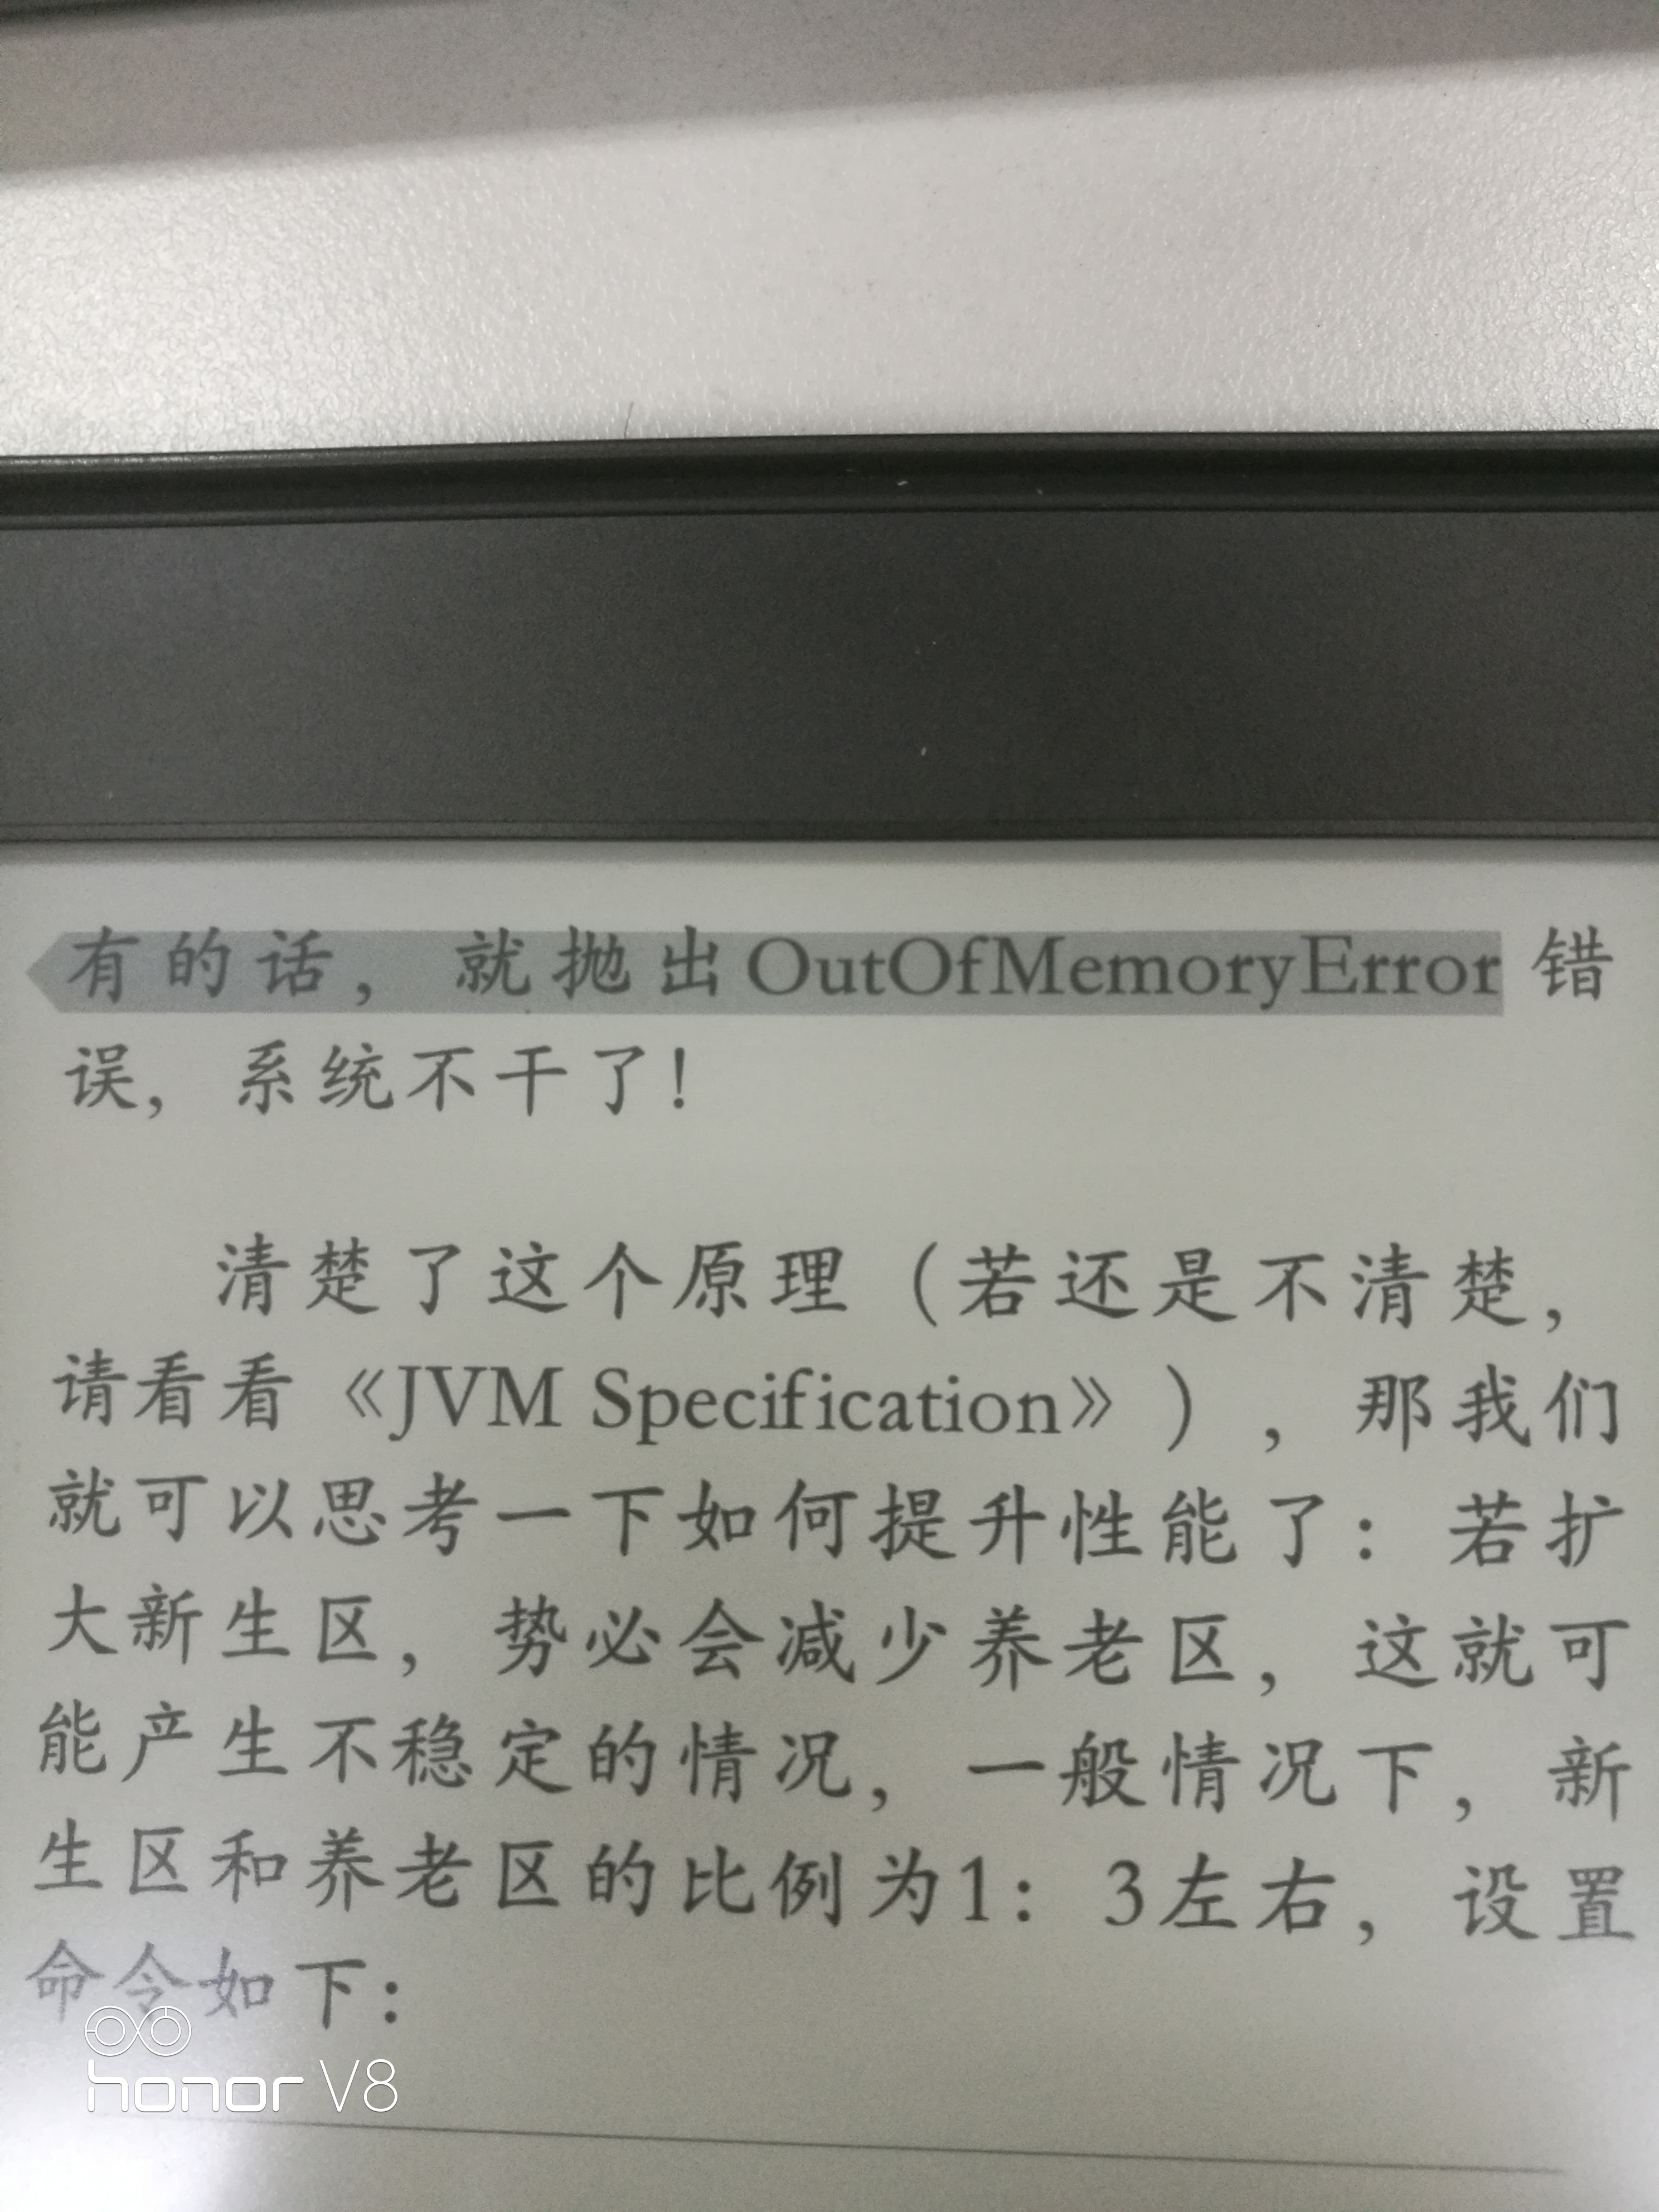 有的话，就抛出OutOfMemoryError 错
误，系统不干了！
清楚了这个原理（若还是不清楚，
请看看《JVM Specification》），那我们
就可以思考一下如何提升性能了：若扩
大新生区，势必会减少养老区，这就可
能产生不稳定的情况，一般情况下，新
生区和养老区的比例为1：3左右，设置
命令如下：
honor V8